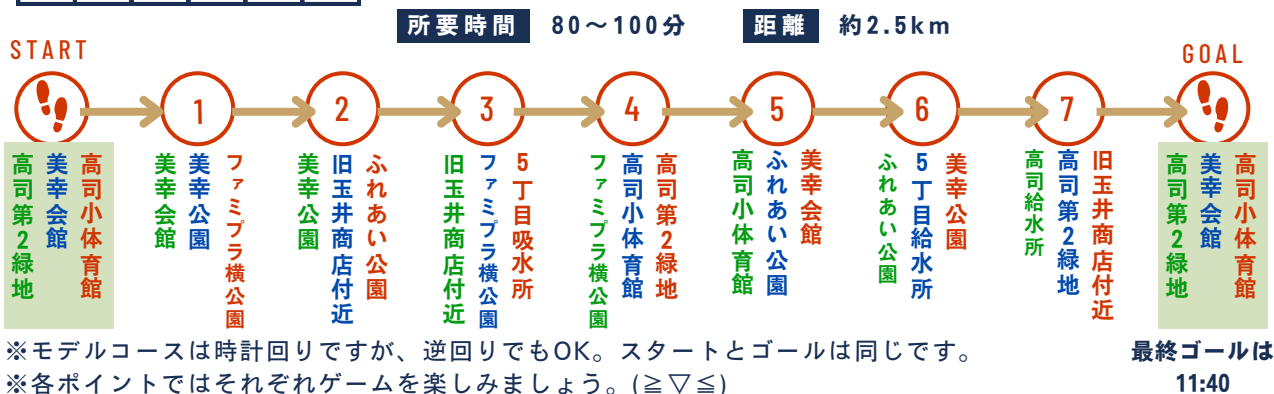 所要時間 80～100分 距離 約2.5km
START
GOAL
1
2
3
4
5
6
7
高司小体育館
美幸会館
高司第2緑地
ファミプラ横公園
美幸公園
美幸会館
ふれあい公園
旧玉井商店付近
美幸公園
5丁目吸水所
ファミプラ横公園
旧玉井商店付近
高司第2緑地
高司小体育館
ファミプラ横公園
美幸会館
ふれあい公園
高司小体育館
美幸公園
5丁目給水所
ふれあい公園
旧玉井商店付近
高司第2緑地
高司給水所
高司小体育館
美幸会館
高司第2緑地
※モデルコースは時計回りですが、逆回りでもOK。スタートとゴールは同じです。
※各ポイントではそれぞれゲームを楽しみましょう。(≧▽≦)
最終ゴールは
11:40